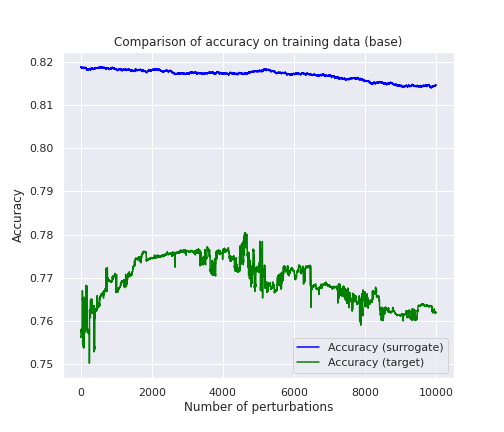 Comparison of accuracy on training data (base)
0.82
0.81
0.80
0.79
0.78
0.77
0.76
0.75
Accuracy
0 2000 4000 6000 8000 10000
Number of perturbations
Accuracy (surrogate)
Accuracy (target)